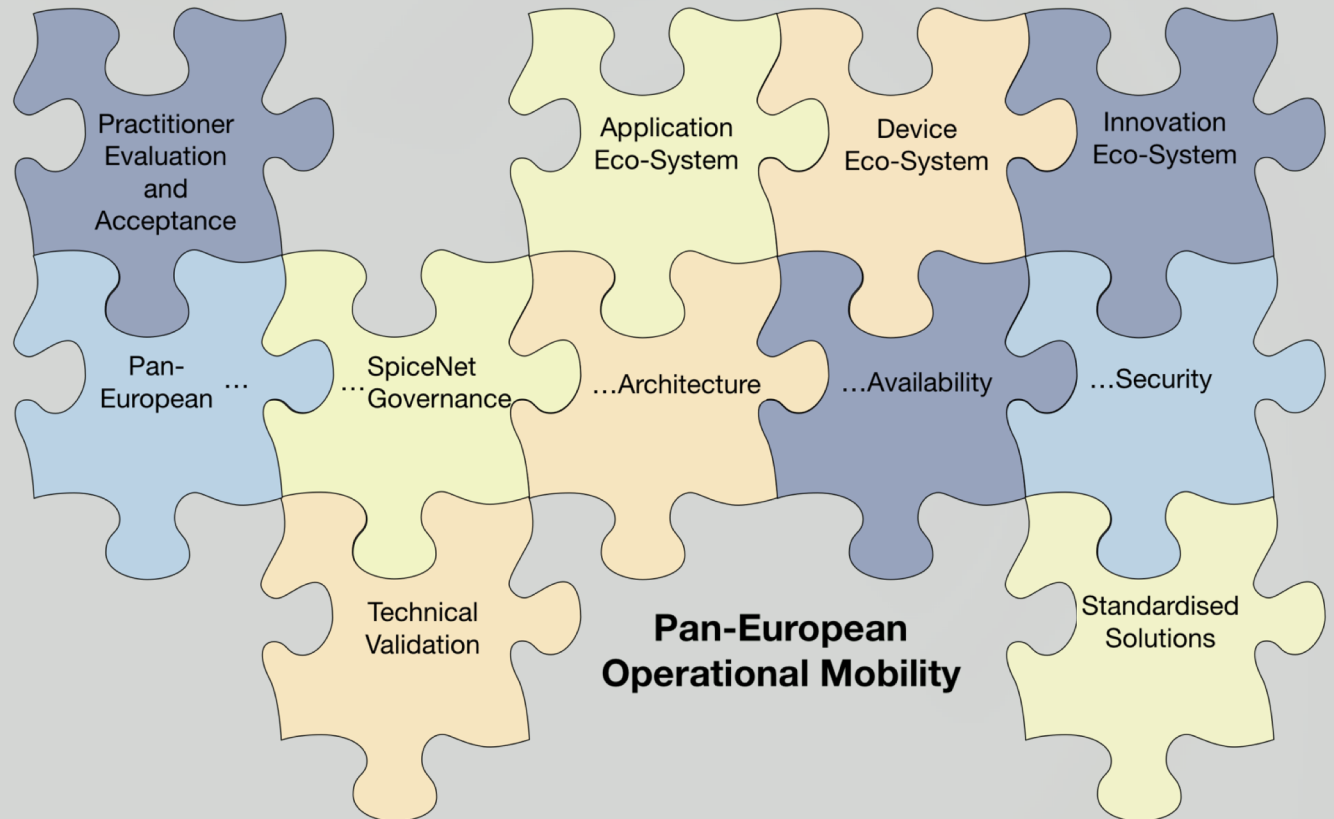 Practitioner
Evaluation
and
Acceptance
Application
Eco-System
Device
Eco-System
Innovation
Eco-System
Pan-
European ...
...SpiceNet
Governance
...Architecture
...Availability
...Security
Technical
Validation
Pan-European
Operational Mobility
Standardised
Solutions